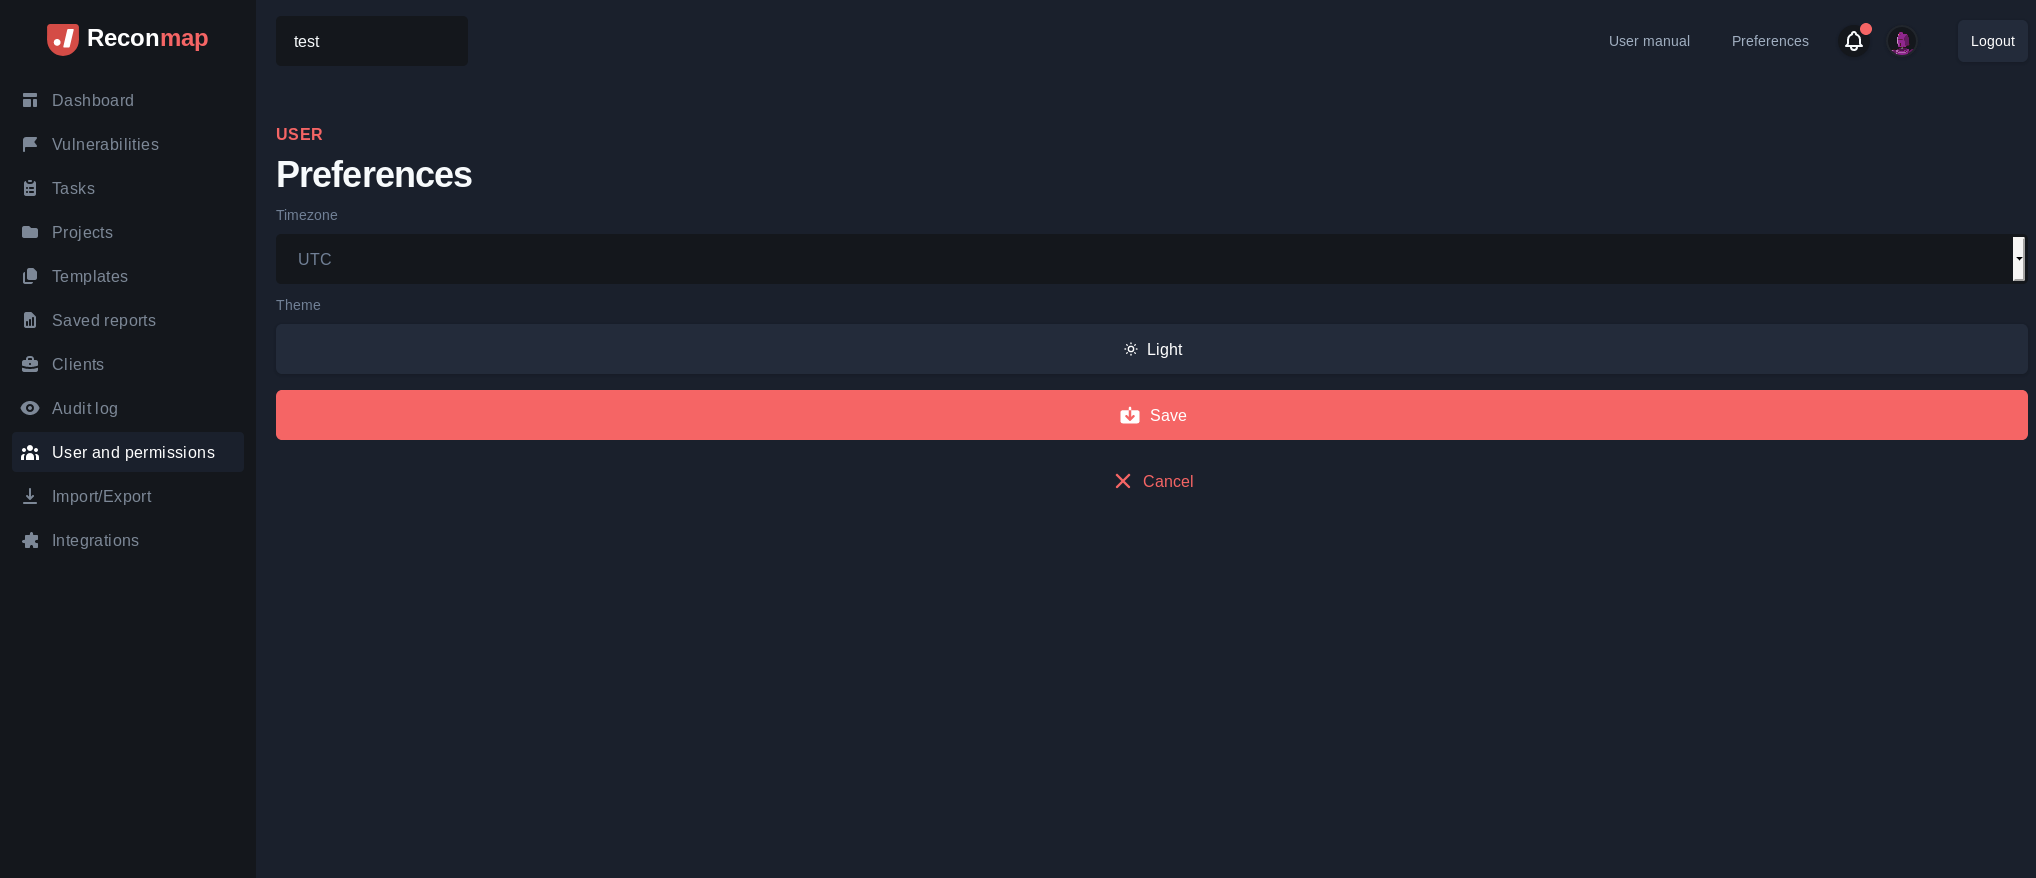 Reconmap
Dashboard
Vulnerabilities
Tasks
Projects
Templates
Saved reports
Clients
Audit log
User and permissions
Import/Export
Integrations
test
User manual
Preferences
Logout
USER
Preferences
Timezone
UTC
Theme
Light
Save
Cancel